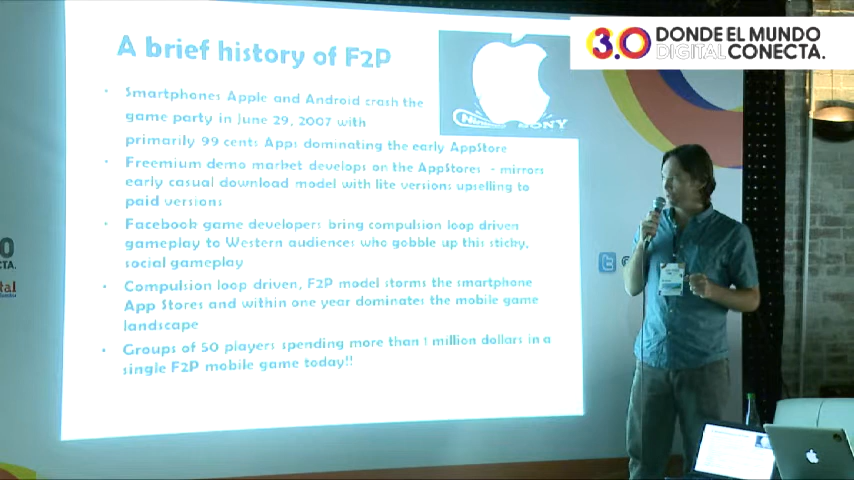 A brief history of F2P
Smartphones Apple and Android crash the
game party in June 29, 2007 with
primarily 99 cents Apps dominating the early AppStore
Freemium demo market develops on the AppStores - mirrors
early casual download model with lite versions upselling to
paid versions
Facebook game developers bring compulsion loop driven
gameplay to Western audiences who gobble up this sticky,
social gameplay
Compulsion loop driven, F2P model storms the smartphone
App Stores and within one year dominates the mobile game
landscape
Groups of 50 players spending more than 1 million dollars in a
single F2P mobile game today!!
SONY
3.0 DONDE EL MUNDO
DIGITAL CONECTA.